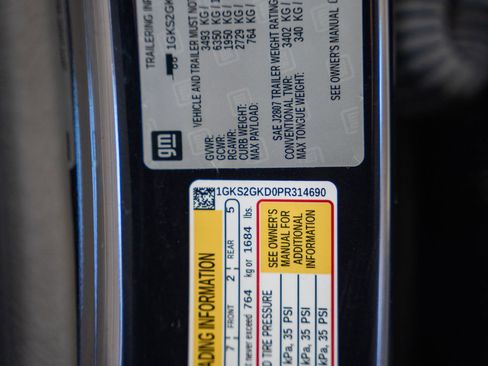 TRAILERING
1GKS2GK
VEHICLE AND TRAILER MUST NOT
GVWR: 3493 KG /
GCWR: 6350 KG /
RGAWR: 1950 KG /
CURB WEIGHT: 2729 KG /
MAX PAYLOAD: 764 KG /
SAE J2807 TRAILER WEIGHT RATING
CONVENTIONAL TWR: 3402 KG /
MAX TONGUE WEIGHT: 340 KG /
SEE OWNER'S MANUAL
gm
1GKS2GKD0PR314690
ADING INFORMATION
7 FRONT 2 REAR 5
never exceed 764 kg or 1684 lbs.
TIRE PRESSURE
SEE OWNER'S
MANUAL FOR
ADDITIONAL
INFORMATION
kPa, 35 PSI
kPa, 35 PSI
kPa, 35 PSI